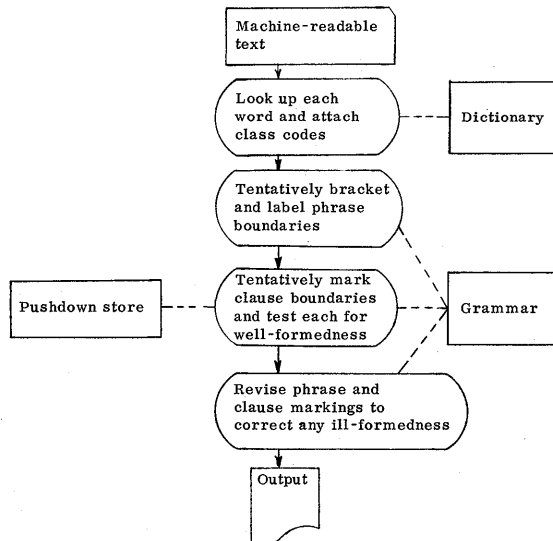 Machine-readable
text
Look up each
word and attach
class codes
Dictionary
Tentatively bracket
and label phrase
boundaries
Pushdown store
Tentatively mark
clause boundaries
and test each for
well-formedness
Grammar
Revise phrase and
clause markings to
correct any ill-formedness
Output